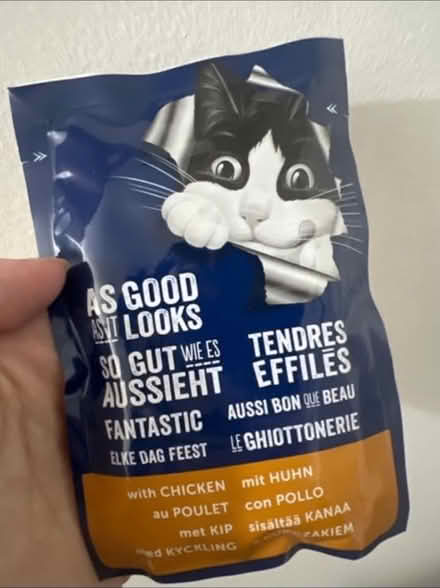 AS GOOD
AS IT LOOKS
SO GUT WIE ES
AUSSIEHT
FANTASTIC
ELKE DAG FEEST
TENDRES
EFFILÉS
AUSSI BON QUE BEAU
LE GHIOTTONERIE
with CHICKEN
au POULET
met KIP
med KYCKLING
mit HUHN
con POLLO
sisältää KANAA